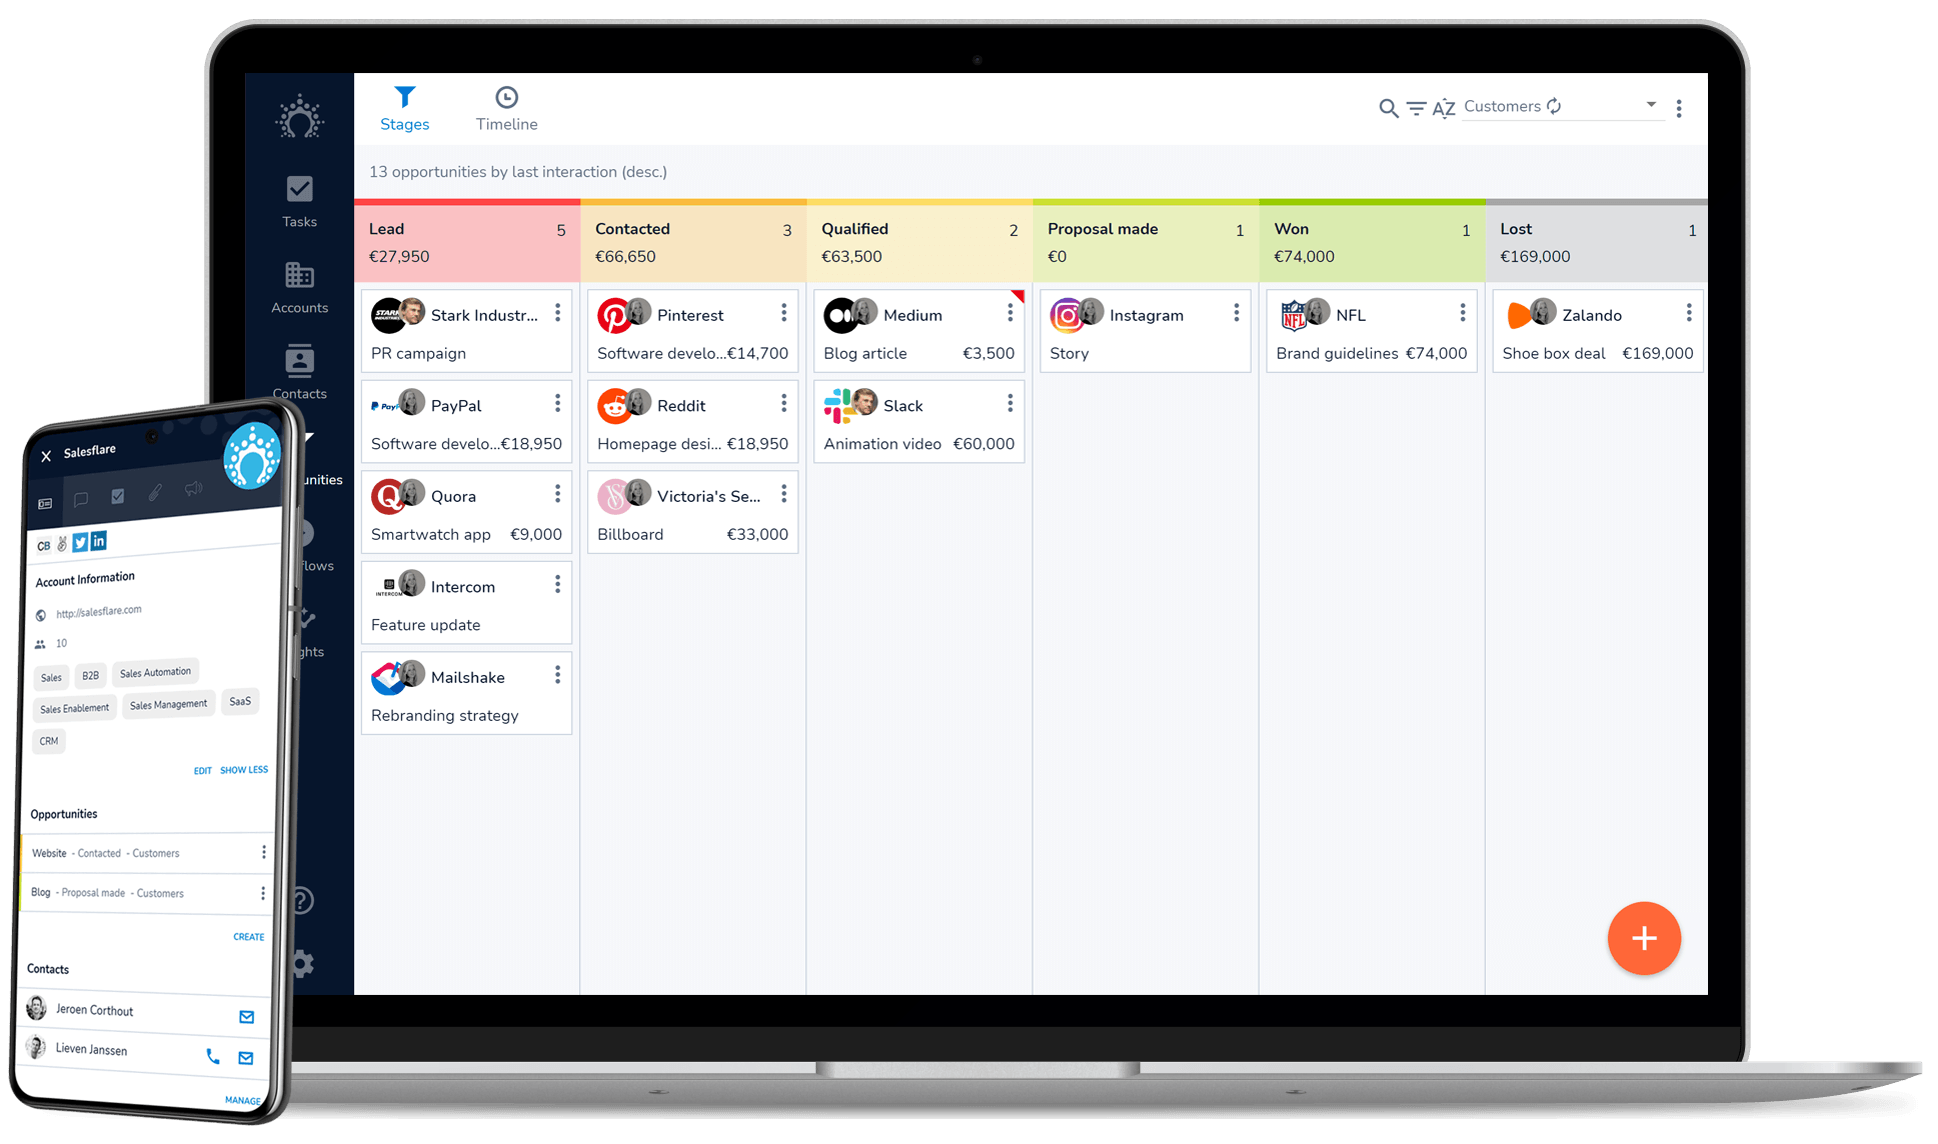 Stages
Timeline
Customers
13 opportunities by last interaction (desc.)
Tasks
Accounts
Contacts
unities
flows
ghts
Lead 5
€27,950
Stark Industr...
PR campaign
PayPal
Software develo...€18,950
Quora
Smartwatch app €9,000
INTERCOM
Intercom
Feature update
Mailshake
Rebranding strategy
Contacted 3
€66,650
Pinterest
Software develo...€14,700
Reddit
Homepage desi... €18,950
Victoria's Se...
Billboard €33,000
Qualified 2
€63,500
Medium
Blog article €3,500
Slack
Animation video €60,000
Proposal made 1
€0
Instagram
Story
Won 1
€74,000
NFL
NFL
Brand guidelines €74,000
Lost 1
€169,000
Zalando
Shoe box deal €169,000
Salesflare
CB in
Account Information
http://salesflare.com
10
Sales B2B Sales Automation
Sales Enablement Sales Management SaaS
CRM
EDIT SHOW LESS
Opportunities
Website - Contacted - Customers
Blog - Proposal made - Customers
CREATE
Contacts
Jeroen Corthout
Lieven Janssen
MANAGE